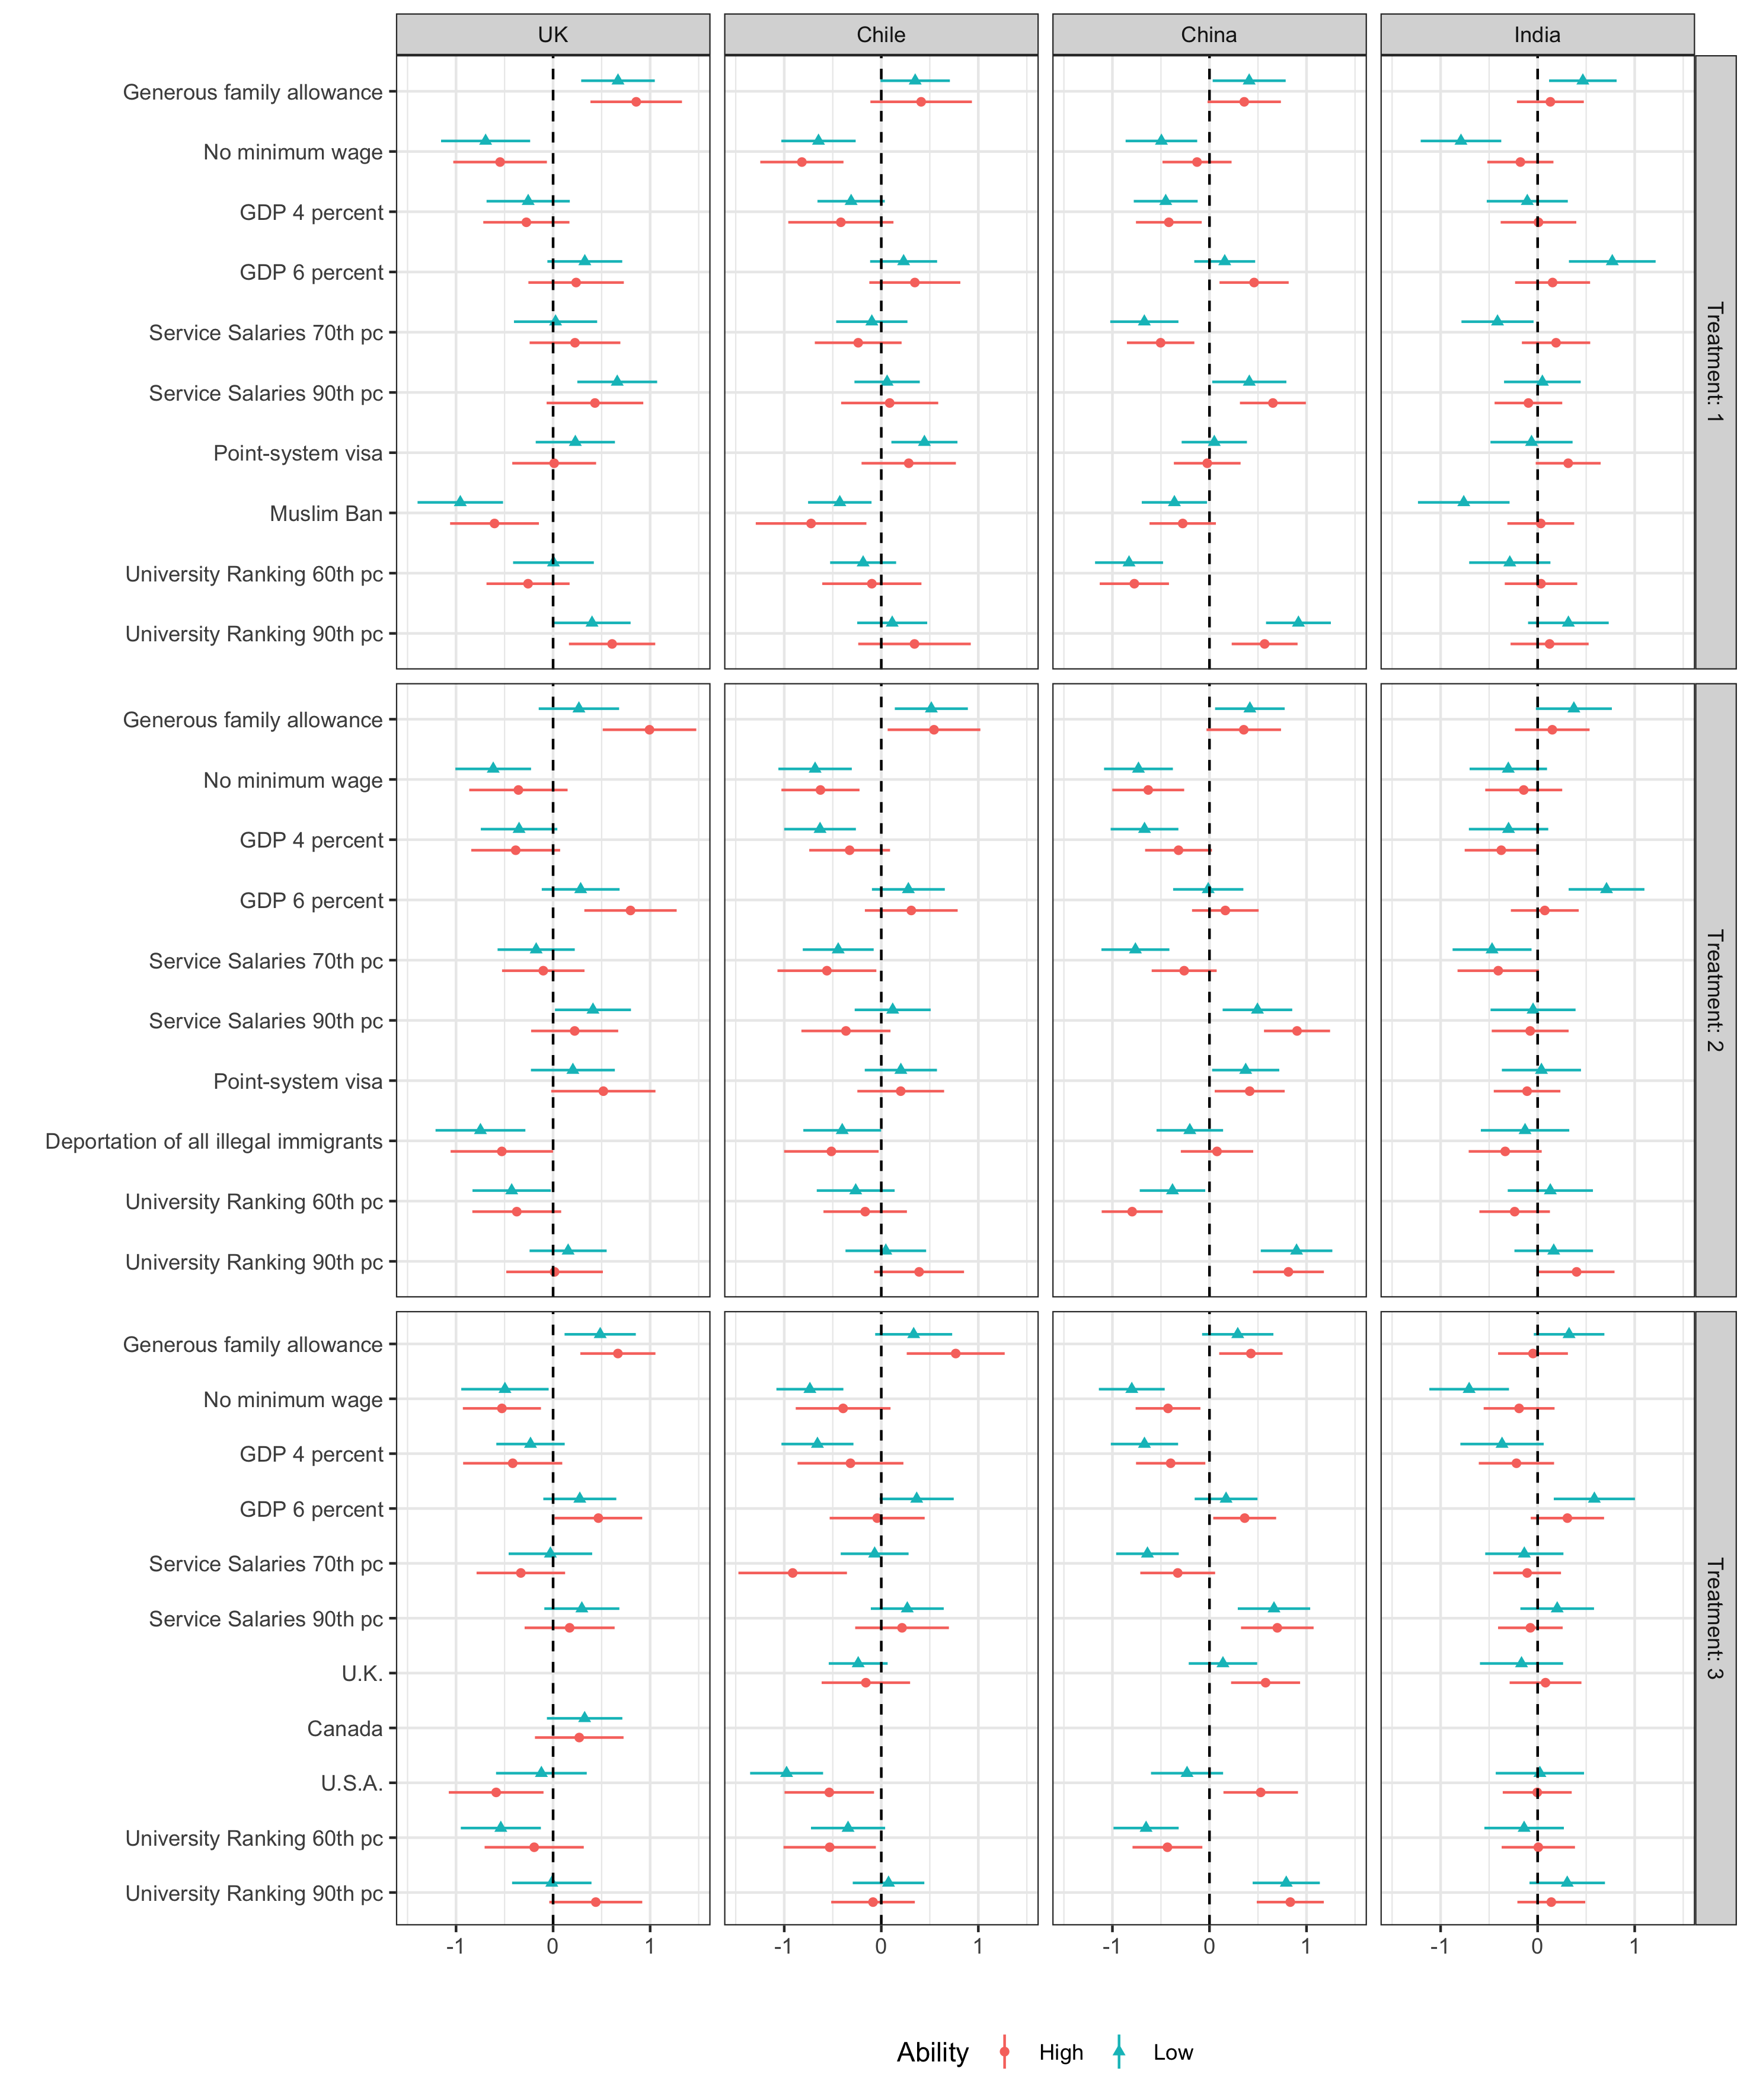 UK Chile China India
Generous family allowance
No minimum wage
GDP 4 percent
GDP 6 percent
Service Salaries 70th pc
Service Salaries 90th pc
Point-system visa
Muslim Ban
University Ranking 60th pc
University Ranking 90th pc
Treatment: 1
Generous family allowance
No minimum wage
GDP 4 percent
GDP 6 percent
Service Salaries 70th pc
Service Salaries 90th pc
Point-system visa
Deportation of all illegal immigrants
University Ranking 60th pc
University Ranking 90th pc
Treatment: 2
Generous family allowance
No minimum wage
GDP 4 percent
GDP 6 percent
Service Salaries 70th pc
Service Salaries 90th pc
U.K.
Canada
U.S.A.
University Ranking 60th pc
University Ranking 90th pc
Treatment: 3
-1 0 1 -1 0 1 -1 0 1 -1 0 1
Ability High Low